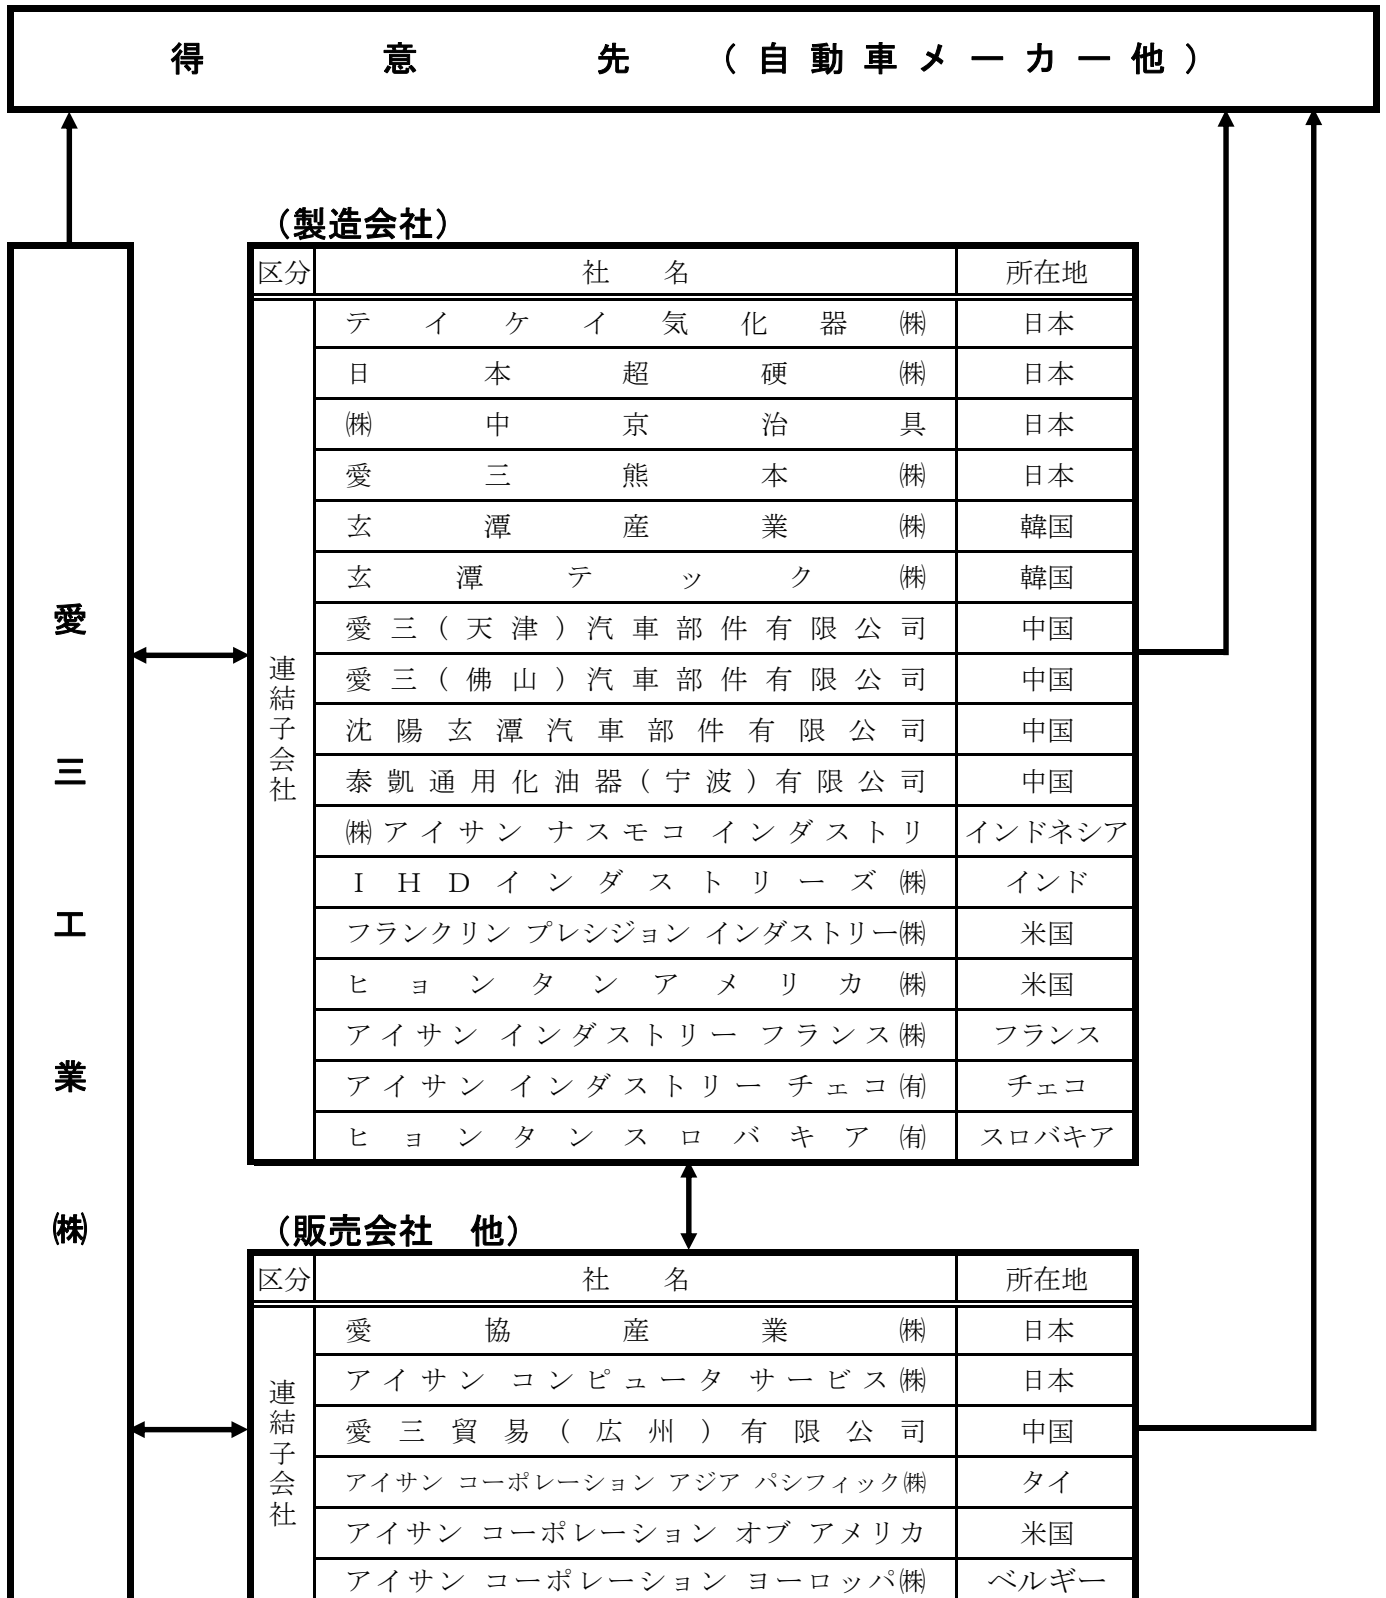 得意先（自動車メーカー他）
（製造会社）
区分 社名 所在地
テイケイ気化器㈱ 日本
日本超硬㈱ 日本
㈱中京治具 日本
愛三熊本㈱ 日本
玄潭産業㈱ 韓国
玄潭テック㈱ 韓国
愛三（天津）汽車部件有限公司 中国
愛三（佛山）汽車部件有限公司 中国
沈陽玄潭汽車部件有限公司 中国
泰凱通用化油器（宁波）有限公司 中国
㈱アイサン ナスモコ インダストリ インドネシア
ＩＨＤインダストリーズ㈱ インド
フランクリン プレシジョン インダストリー㈱ 米国
ヒョンタンアメリカ㈱ 米国
アイサン インダストリー フランス㈱ フランス
アイサン インダストリー チェコ㈲ チェコ
ヒョンタンスロバキア㈲ スロバキア
連結子会社
愛三工業㈱
（販売会社　他）
区分 社名 所在地
愛協産業㈱ 日本
アイサン コンピュータ サービス㈱ 日本
愛三貿易（広州）有限公司 中国
アイサン コーポレーション アジア パシフィック㈱ タイ
アイサン コーポレーション オブ アメリカ 米国
アイサン コーポレーション ヨーロッパ㈱ ベルギー
連結子会社